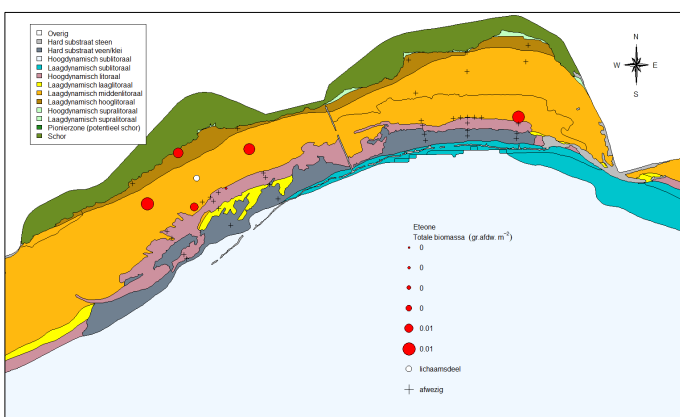 Overig
Hard substraat steen
Hard substraat veen/klei
Hoogdynamisch sublitoraal
Laagdynamisch sublitoraal
Hoogdynamisch litoraal
Laagdynamisch laaglitoraal
Laagdynamisch middenlitoraal
Laagdynamisch hooglitoraal
Hoogdynamisch supralitoraal
Laagdynamisch supralitoraal
Pionierzone (potentieel schor)
Schor
N
W E
S
Eteone
Totale biomassa (gr.afdw. m⁻²)
0
0
0
0
0.01
0.01
lichaamsdeel
afwezig